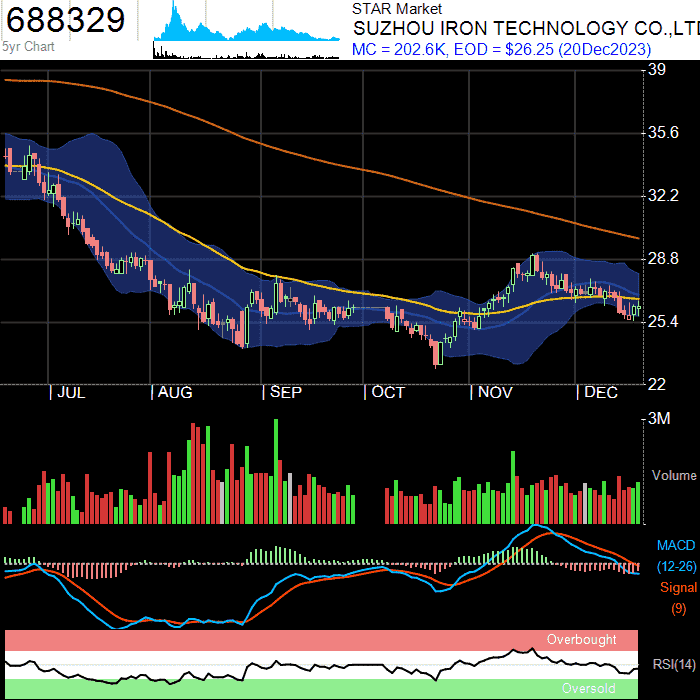 688329
5yr Chart
STAR Market
SUZHOU IRON TECHNOLOGY CO.,LTD
MC = 202.6K, EOD = $26.25 (20Dec2023)
39
35.6
32.2
28.8
25.4
22
JUL AUG SEP OCT NOV DEC
3M
Volume
MACD
(12-26)
Signal
(9)
Overbought
RSI(14)
Oversold